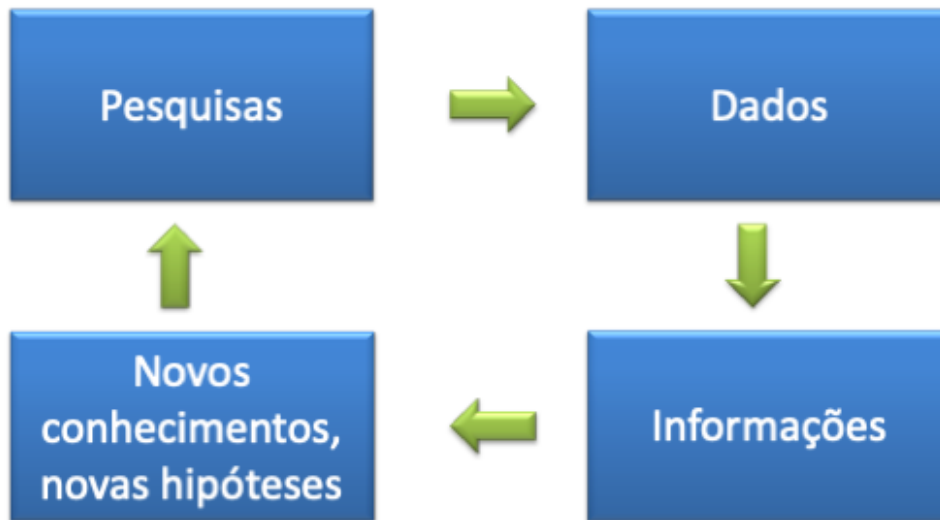 Pesquisas
Dados
Novos
conhecimentos,
novas hipóteses
Informações